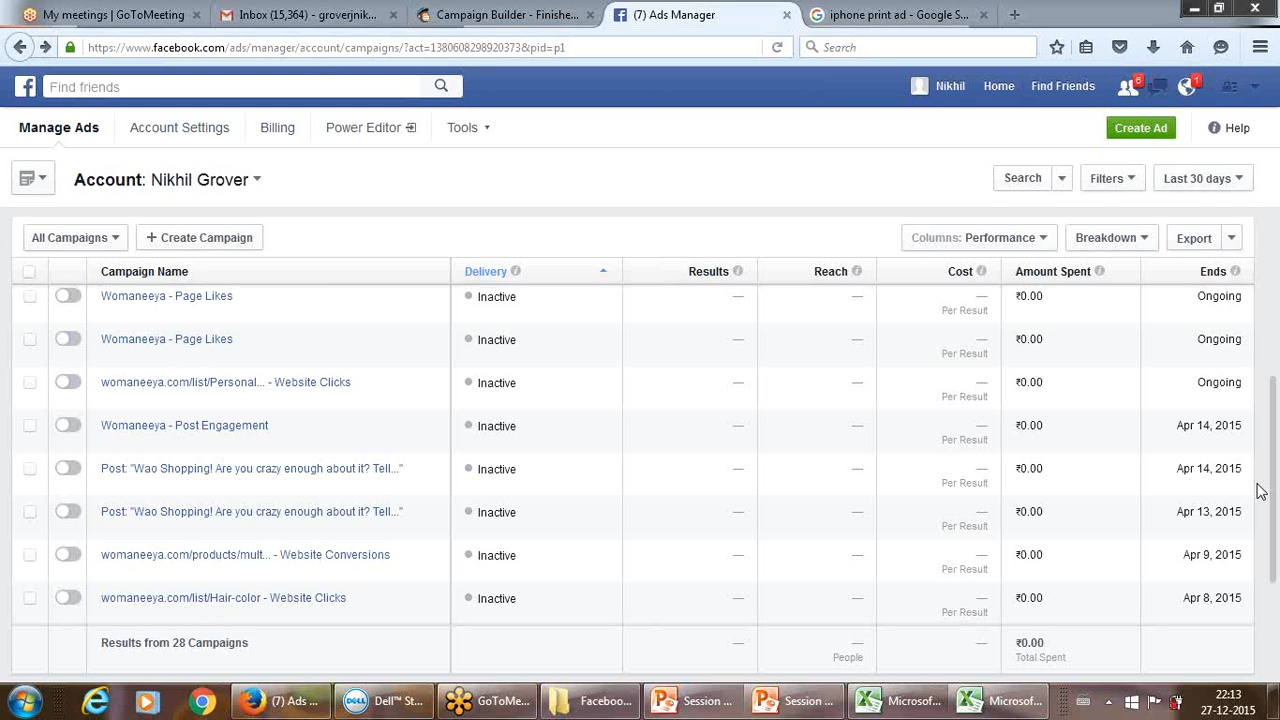 My meetings | GoToMeeting
Inbox (15,364) - groverjnik...
Campaign Builder - Finishe...
(7) Ads Manager
iphone print ad - Google S...
https://www.facebook.com/ads/manager/account/campaigns/?act=1380608298920373&pid=p1
Search
Find friends
Nikhil
Home
Find Friends
6
1
Manage Ads
Account Settings
Billing
Power Editor
Tools
Create Ad
Help
Account: Nikhil Grover
Search
Filters
Last 30 days
All Campaigns
+ Create Campaign
Columns: Performance
Breakdown
Export
Campaign Name Delivery Results Reach Cost Amount Spent Ends
Womaneeya - Page Likes Inactive — — — ₹0.00 Ongoing
Per Result
Womaneeya - Page Likes Inactive — — — ₹0.00 Ongoing
Per Result
womaneeya.com/list/Personal... - Website Clicks Inactive — — — ₹0.00 Ongoing
Per Result
Womaneeya - Post Engagement Inactive — — — ₹0.00 Apr 14, 2015
Per Result
Post: "Wao Shopping! Are you crazy enough about it? Tell..." Inactive — — — ₹0.00 Apr 14, 2015
Per Result
Post: "Wao Shopping! Are you crazy enough about it? Tell..." Inactive — — — ₹0.00 Apr 13, 2015
Per Result
womaneeya.com/products/mult... - Website Conversions Inactive — — — ₹0.00 Apr 9, 2015
Per Result
womaneeya.com/list/Hair-color - Website Clicks Inactive — — — ₹0.00 Apr 8, 2015
Per Result
Results from 28 Campaigns — — — ₹0.00
People Total Spent
(7) Ads ...
DELL
Dell™ St...
GoToMe...
Faceboo...
Session ...
Session ...
Microsof...
Microsof...
22:13
27-12-2015